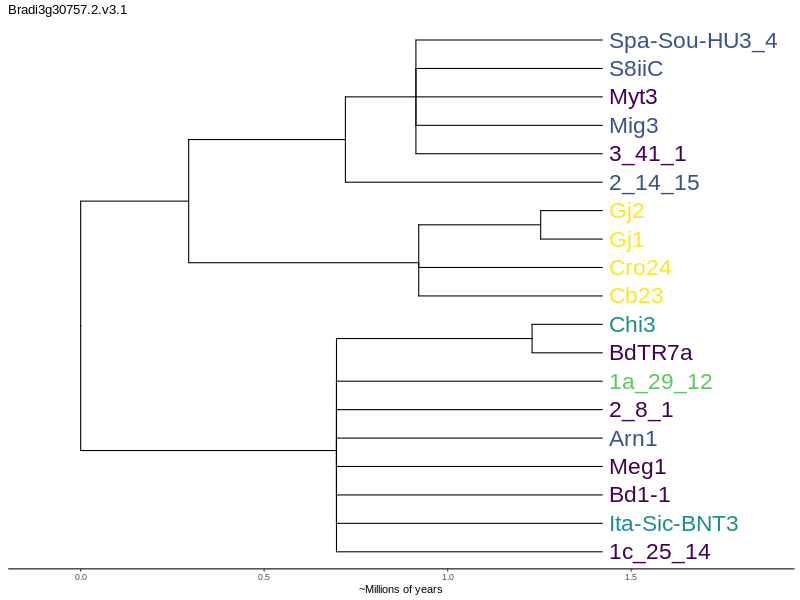 Bradi3g30757.2.v3.1
Spa-Sou-HU3_4
S8iiC
Myt3
Mig3
3_41_1
2_14_15
Gj2
Gj1
Cro24
Cb23
Chi3
BdTR7a
1a_29_12
2_8_1
Arn1
Meg1
Bd1-1
Ita-Sic-BNT3
1c_25_14
0.0 0.5 1.0 1.5
~Millions of years